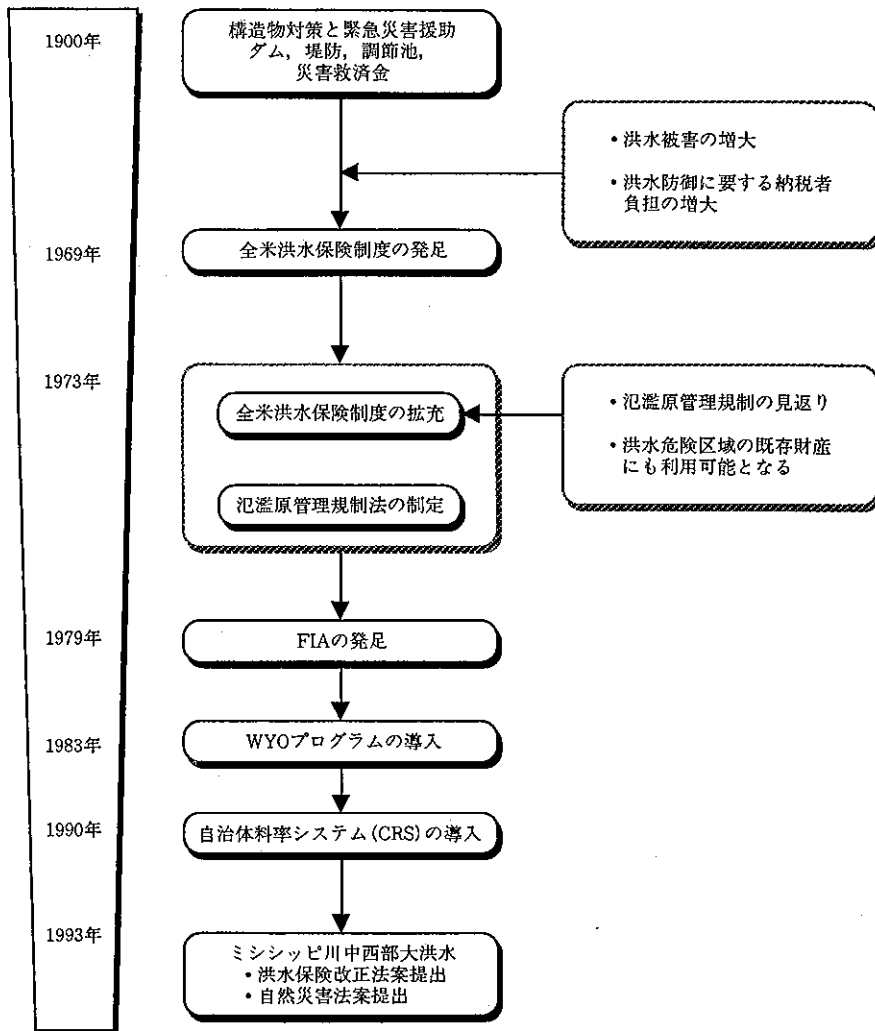 1900年
構造物対策と緊急災害援助
ダム，堤防，調節池，
災害救済金
・洪水被害の増大
・洪水防御に要する納税者
負担の増大
1969年
全米洪水保険制度の発足
1973年
全米洪水保険制度の拡充
氾濫原管理規制法の制定
・氾濫原管理規制の見返り
・洪水危険区域の既存財産
にも利用可能となる
1979年
FIAの発足
1983年
WYOプログラムの導入
1990年
自治体料率システム(CRS)の導入
1993年
ミシシッピ川中西部大洪水
・洪水保険改正法案提出
・自然災害法案提出